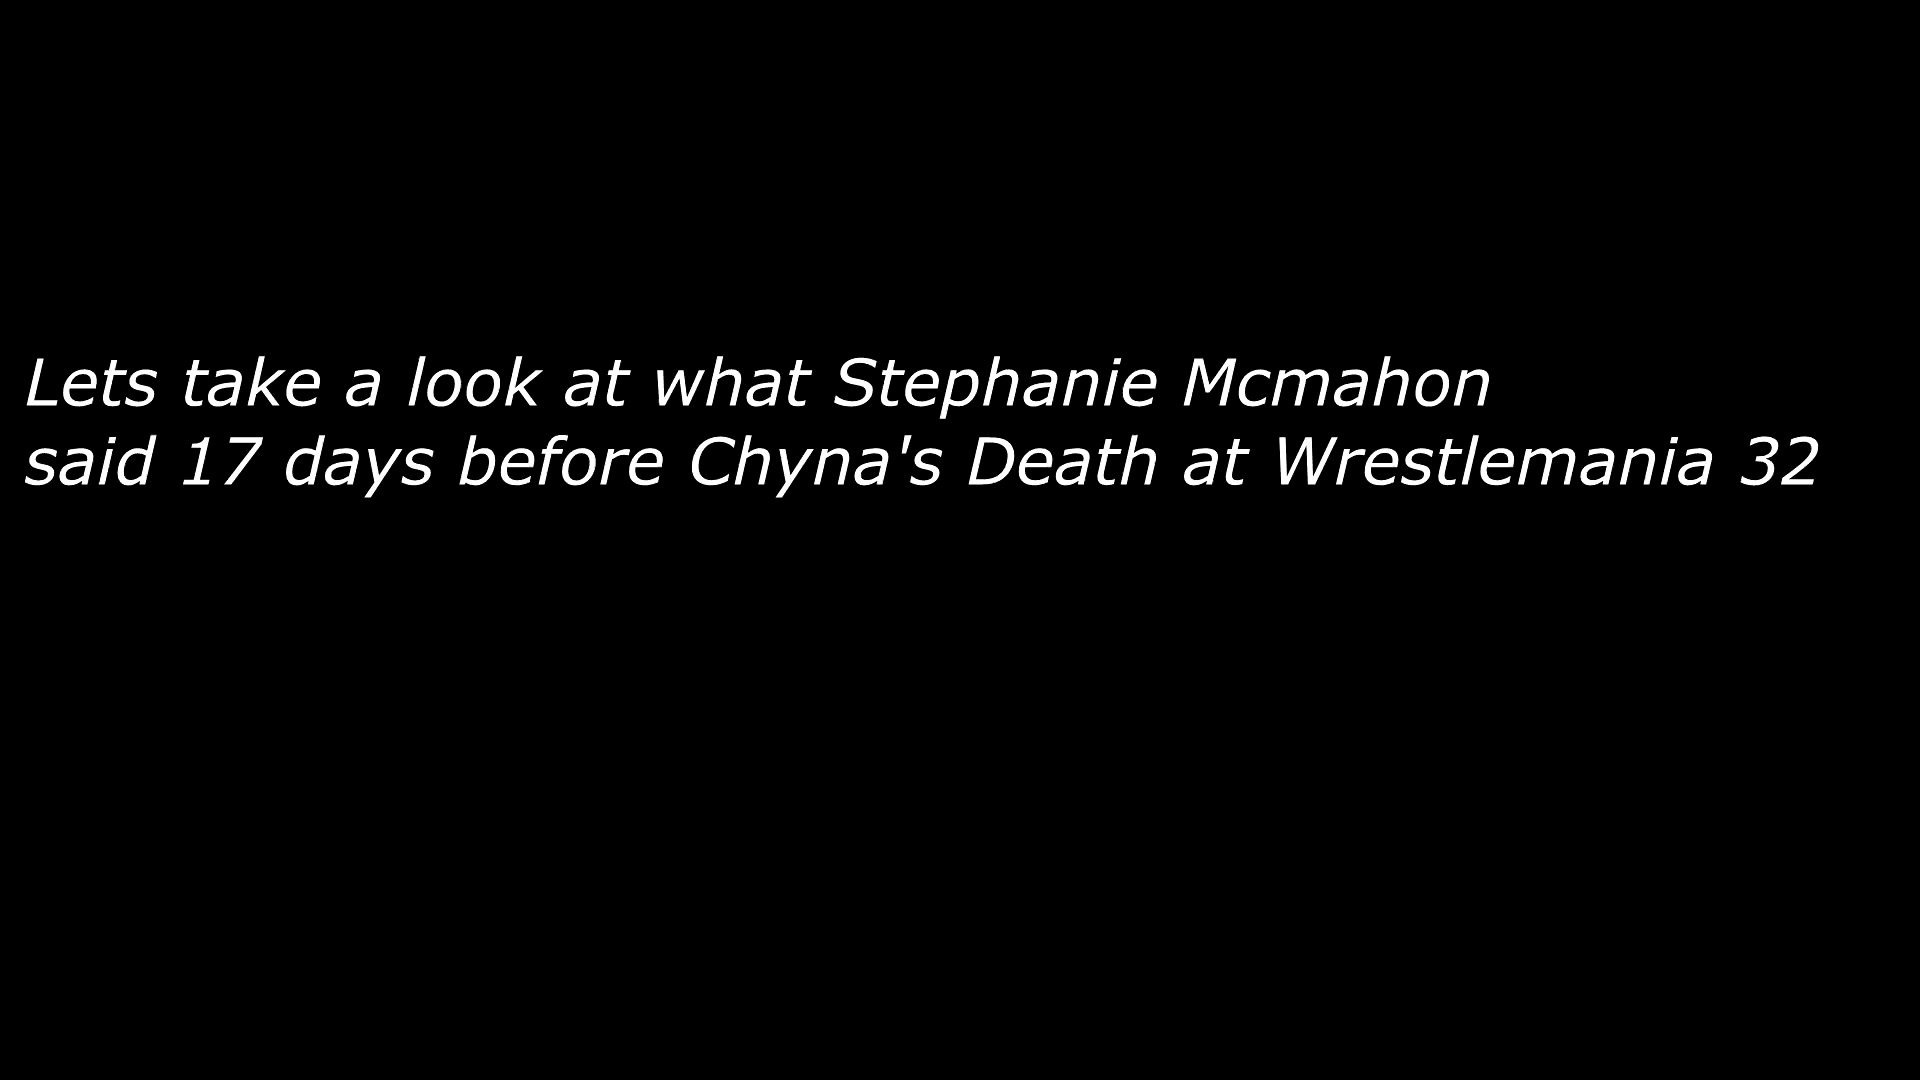 Lets take a look at what Stephanie Mcmahon
said 17 days before Chyna's Death at Wrestlemania 32